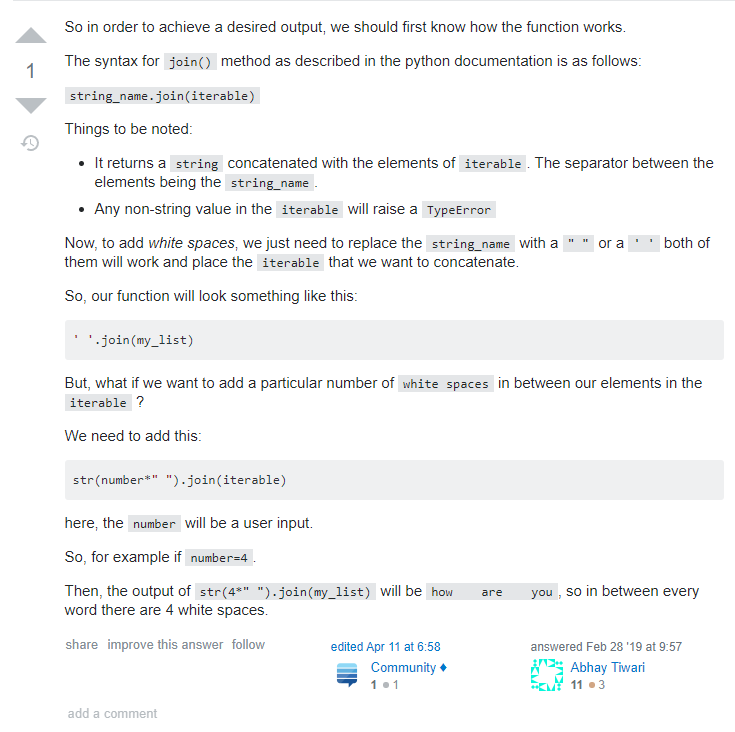 So in order to achieve a desired output, we should first know how the function works.
The syntax for join() method as described in the python documentation is as follows:
1
string_name.join(iterable)
Things to be noted:
• It returns a string concatenated with the elements of iterable . The separator between the
elements being the string_name .
• Any non-string value in the iterable will raise a TypeError
Now, to add white spaces, we just need to replace the string_name with a " " or a ' ' both of
them will work and place the iterable that we want to concatenate.
So, our function will look something like this:
' '.join(my_list)
But, what if we want to add a particular number of white spaces in between our elements in the
iterable ?
We need to add this:
str(number*" ").join(iterable)
here, the number will be a user input.
So, for example if number=4 .
Then, the output of str(4*" ").join(my_list) will be how    are    you , so in between every
word there are 4 white spaces.
share improve this answer follow
edited Apr 11 at 6:58
Community ♦
1 ● 1
answered Feb 28 '19 at 9:57
Abhay Tiwari
11 ● 3
add a comment